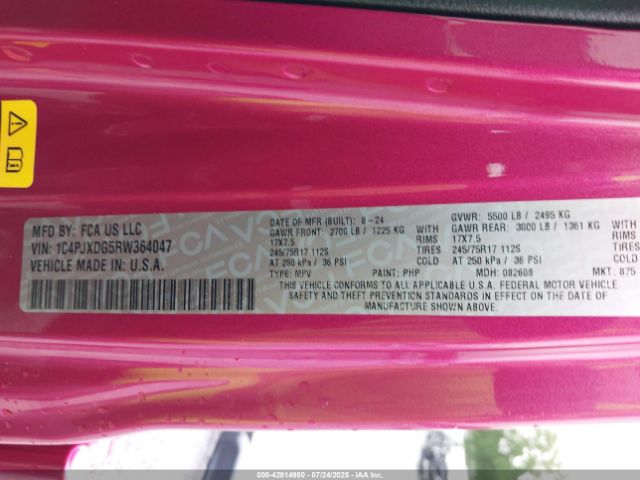 MFD BY: FCA US LLC
VIN: 1C4PJXDG5RW364047
VEHICLE MADE IN U.S.A.
DATE OF MFR (BUILT): 8-24 GVWR: 5500 LB / 2495 KG
GAWR FRONT: 2700 LB / 1225 KG WITH GAWR REAR: 3000 LB / 1361 KG WITH
17X7.5 RIMS 17X7.5 RIMS
245/75R17 112S TIRES 245/75R17 112S TIRES
AT 250 kPa / 36 PSI COLD AT 250 kPa / 36 PSI COLD
TYPE: MPV PAINT: PHP MDH: 082608 MKT: 875
THIS VEHICLE CONFORMS TO ALL APPLICABLE U.S.A. FEDERAL MOTOR VEHICLE
SAFETY AND THEFT PREVENTION STANDARDS IN EFFECT ON THE DATE OF
MANUFACTURE SHOWN ABOVE.
000-42814980 - 07/24/2025 - IAAI.COM